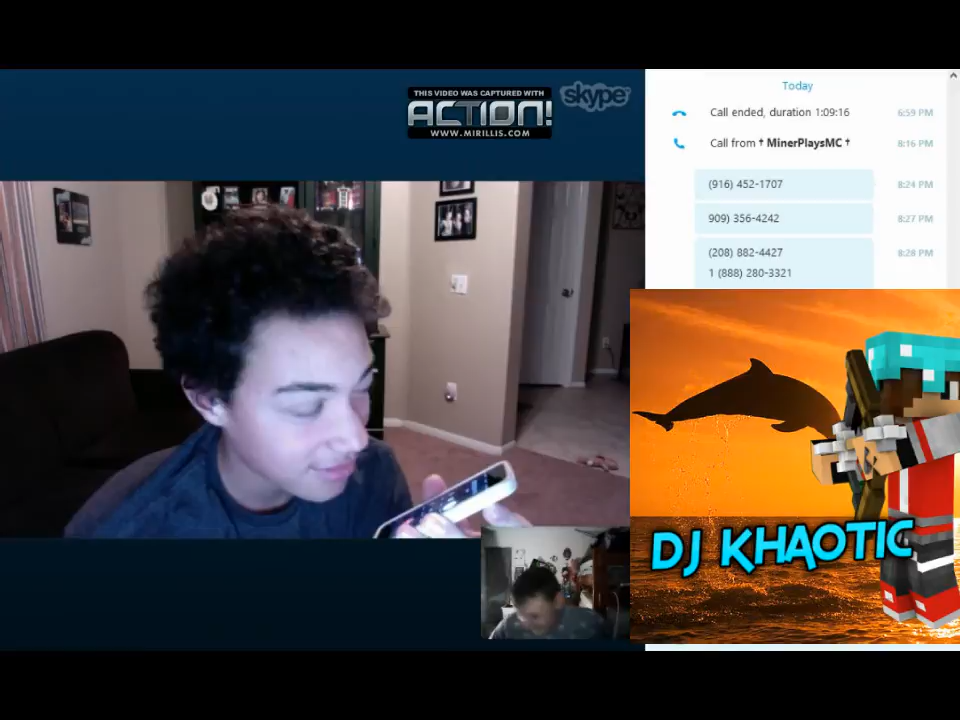 THIS VIDEO WAS CAPTURED WITH
ACTION!
WWW.MIRILLIS.COM
skype
Today
Call ended, duration 1:09:16 6:59 PM
Call from † MinerPlaysMC † 8:16 PM
(916) 452-1707 8:24 PM
909) 356-4242 8:27 PM
(208) 882-4427 8:28 PM
1 (888) 280-3321
DJ KHAOTIC